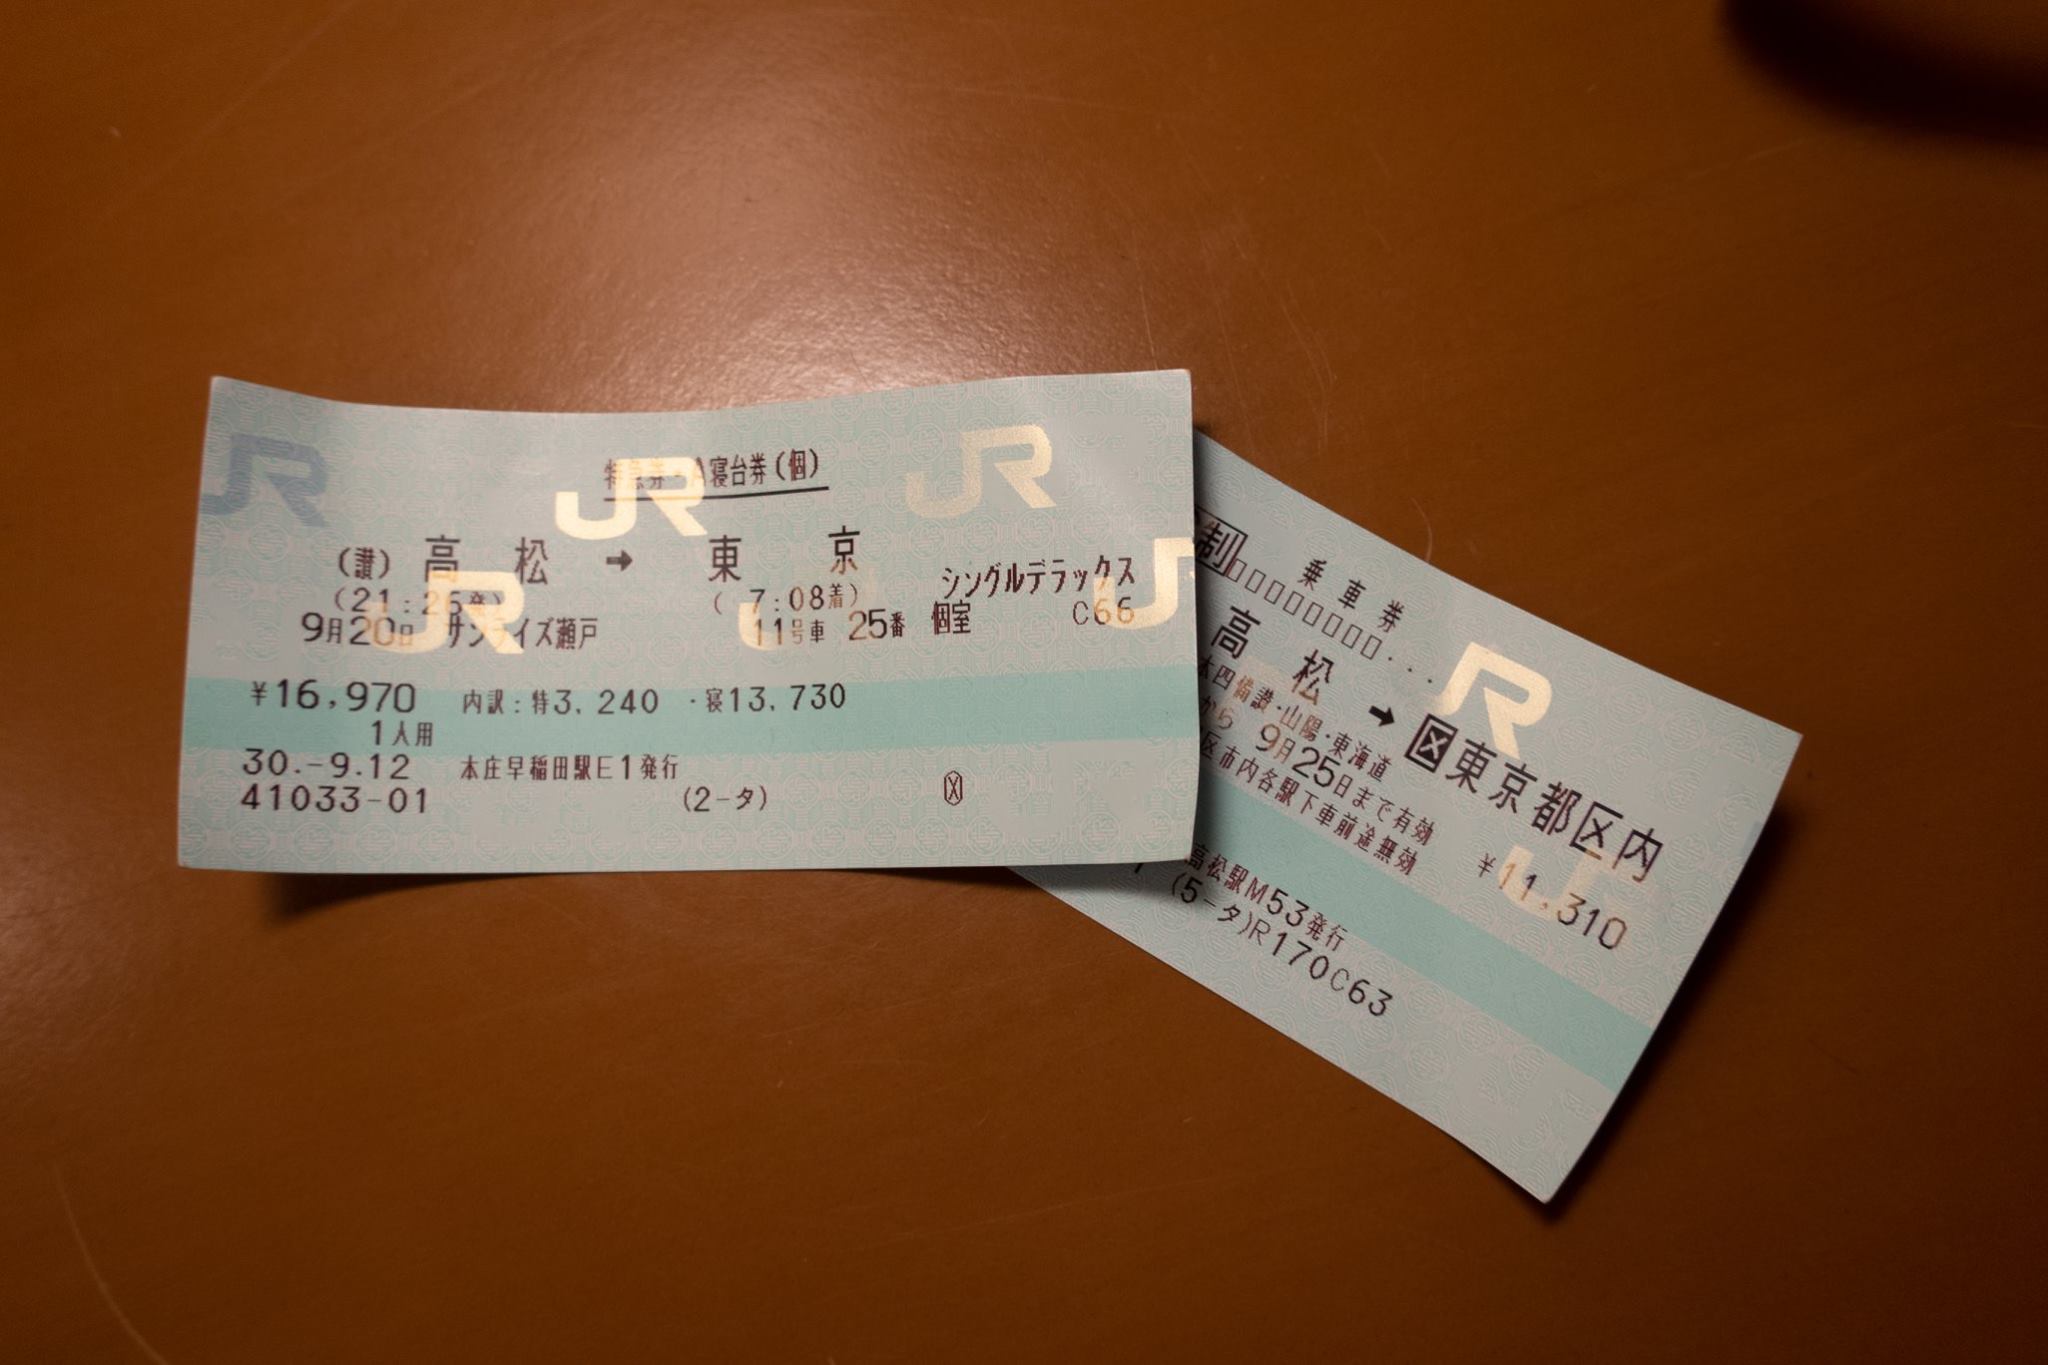 特急券・A寝台券(個)
(讃)高松 → 東京
(21:26発) ( 7:08着) シングルデラックス
9月20日 サンライズ瀬戸 11号車 25番 個室 C66
¥16,970 内訳:特3,240 ・寝13,730
1人用
30.-9.12 本庄早稲田駅E1発行
41033-01 (2-タ)
JR
JR
JR
JR
制 乗車券
高松 → 区東京都区内
四備讃・山陽・東海道
から 9月25日まで有効 ¥11,310
区市内各駅下車前途無効
高松駅M53発行
(5-タ)R170C63